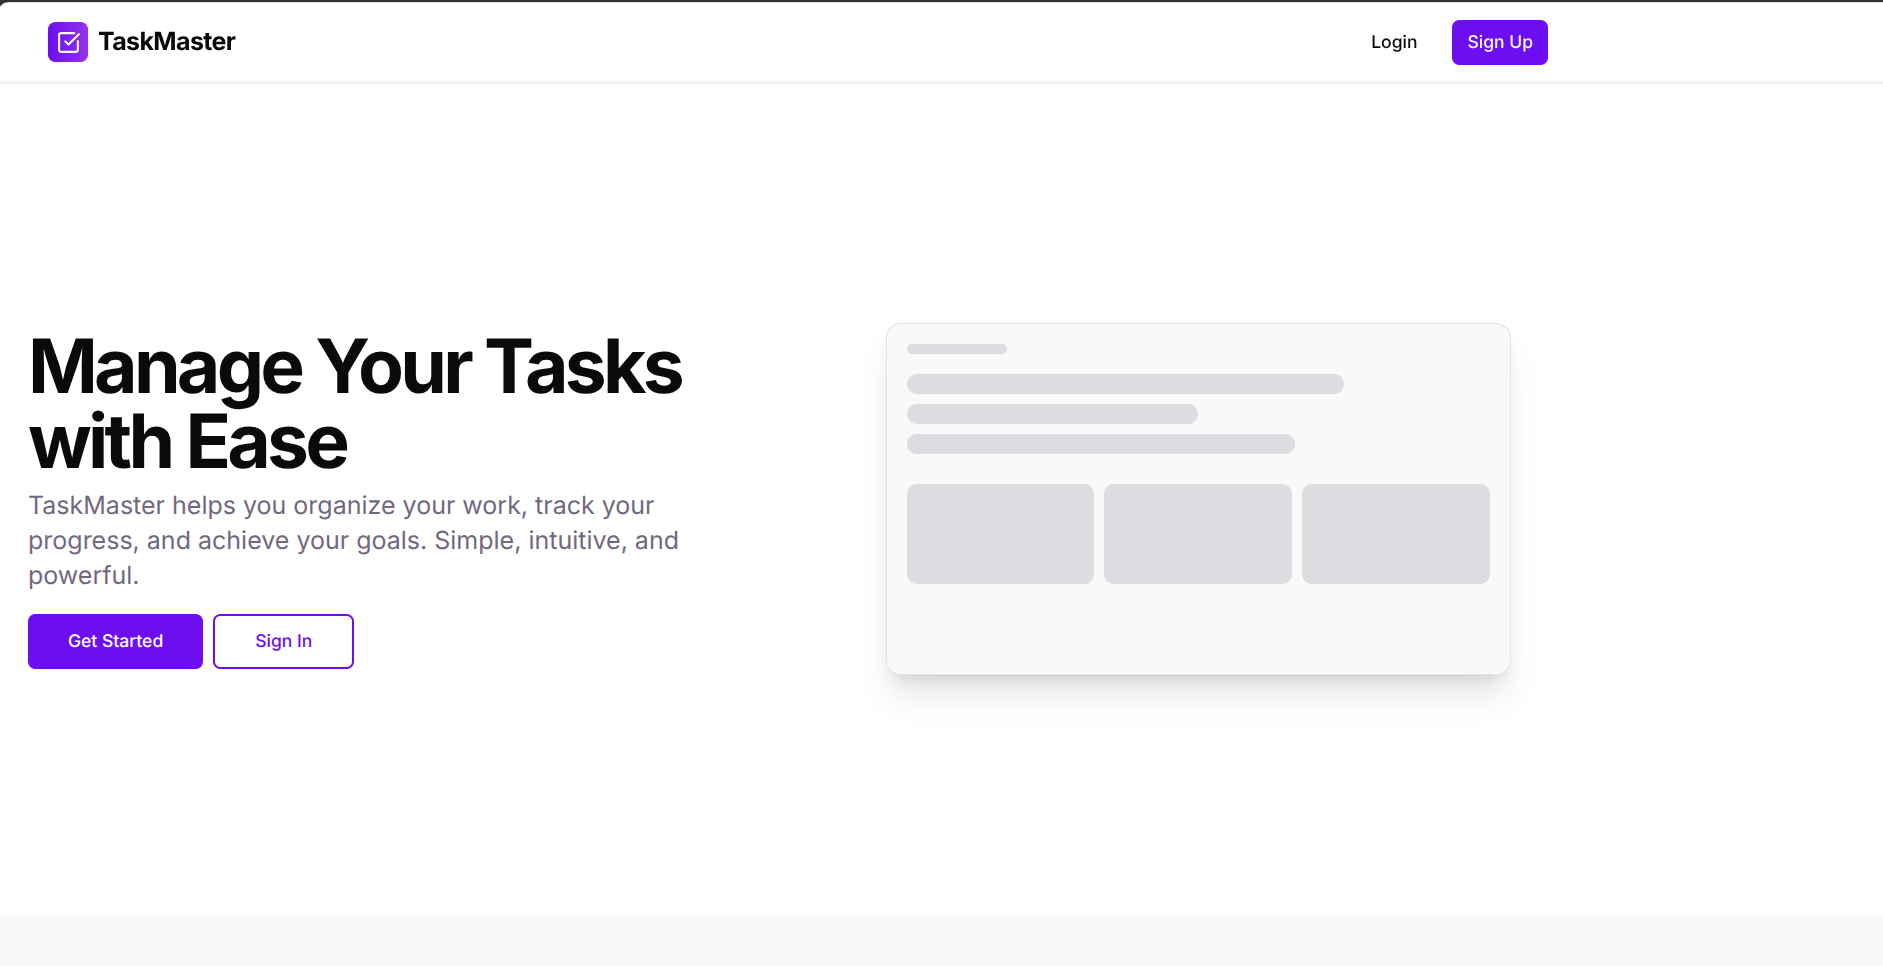 TaskMaster
Login
Sign Up
Manage Your Tasks
with Ease
TaskMaster helps you organize your work, track your
progress, and achieve your goals. Simple, intuitive, and
powerful.
Get Started
Sign In